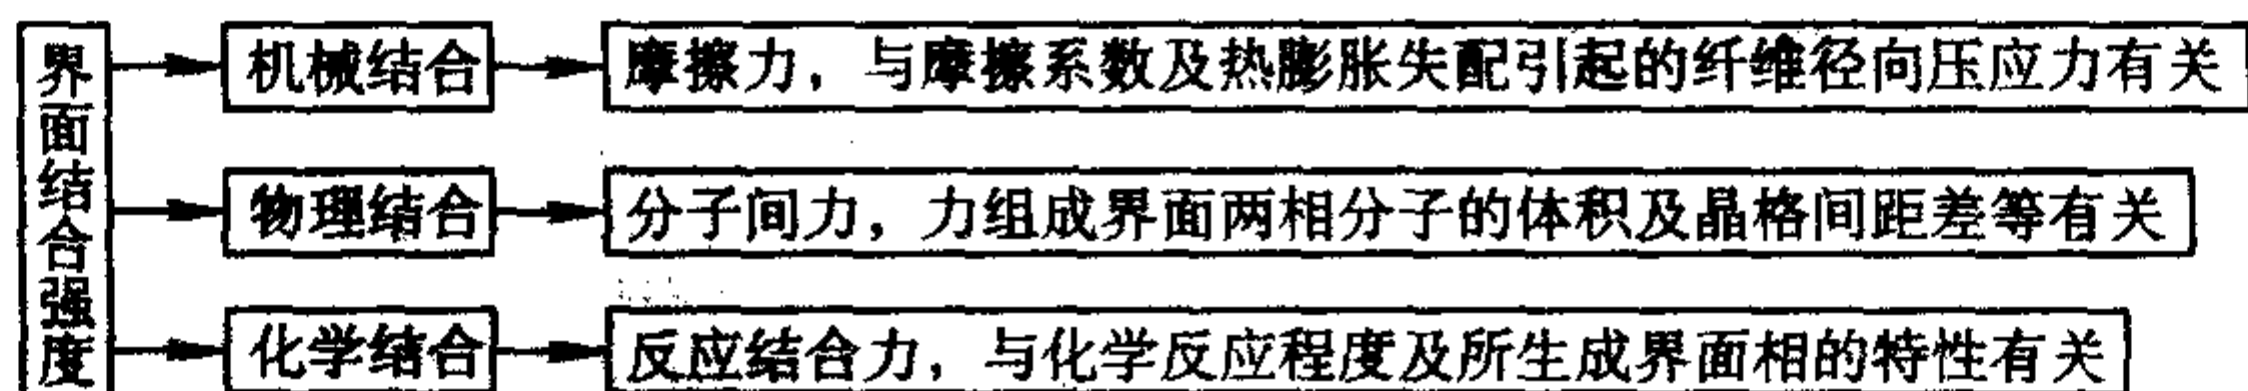 界面结合强度
机械结合
摩擦力，与摩擦系数及热膨胀失配引起的纤维径向压应力有关
物理结合
分子间力，力组成界面两相分子的体积及晶格间距差等有关
化学结合
反应结合力，与化学反应程度及所生成界面相的特性有关